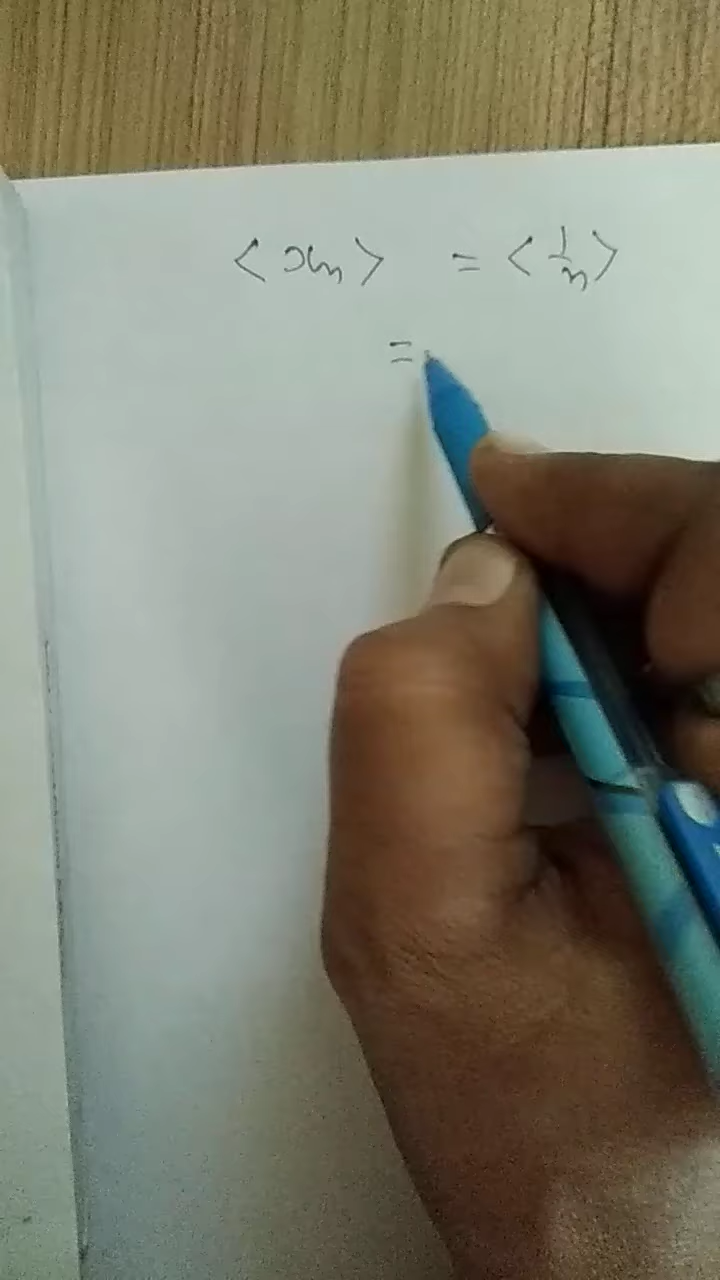 <xn> = <1/n>
=